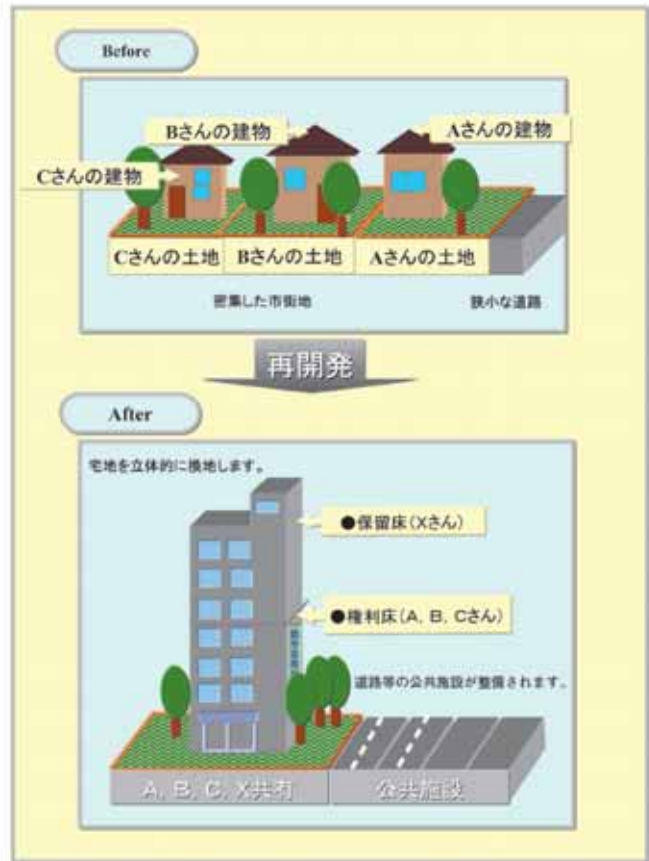 Before
Bさんの建物
Aさんの建物
Cさんの建物
Cさんの土地
Bさんの土地
Aさんの土地
密集した市街地
狭小な道路
再開発
After
宅地を立体的に換地します。
●保留床(Xさん)
●権利床(A, B, Cさん)
道路等の公共施設が整備されます。
A, B, C, X共有
公共施設